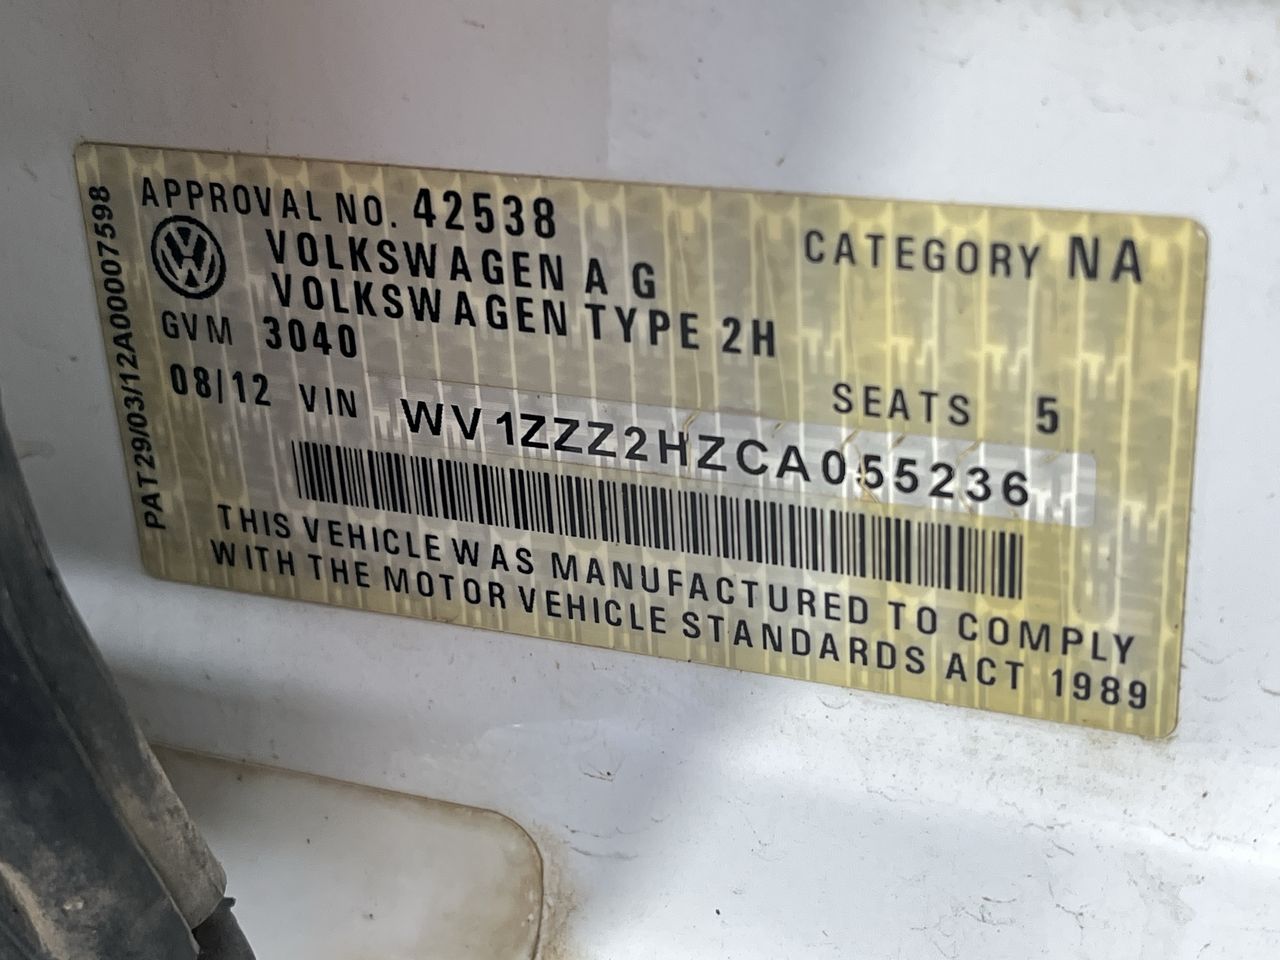 APPROVAL NO. 42538
CATEGORY NA
VOLKSWAGEN A G
VOLKSWAGEN TYPE 2H
GVM 3040
SEATS 5
08/12 VIN WV1ZZZ2HZCA055236
THIS VEHICLE WAS MANUFACTURED TO COMPLY
WITH THE MOTOR VEHICLE STANDARDS ACT 1989
PAT29/03/12A00007598